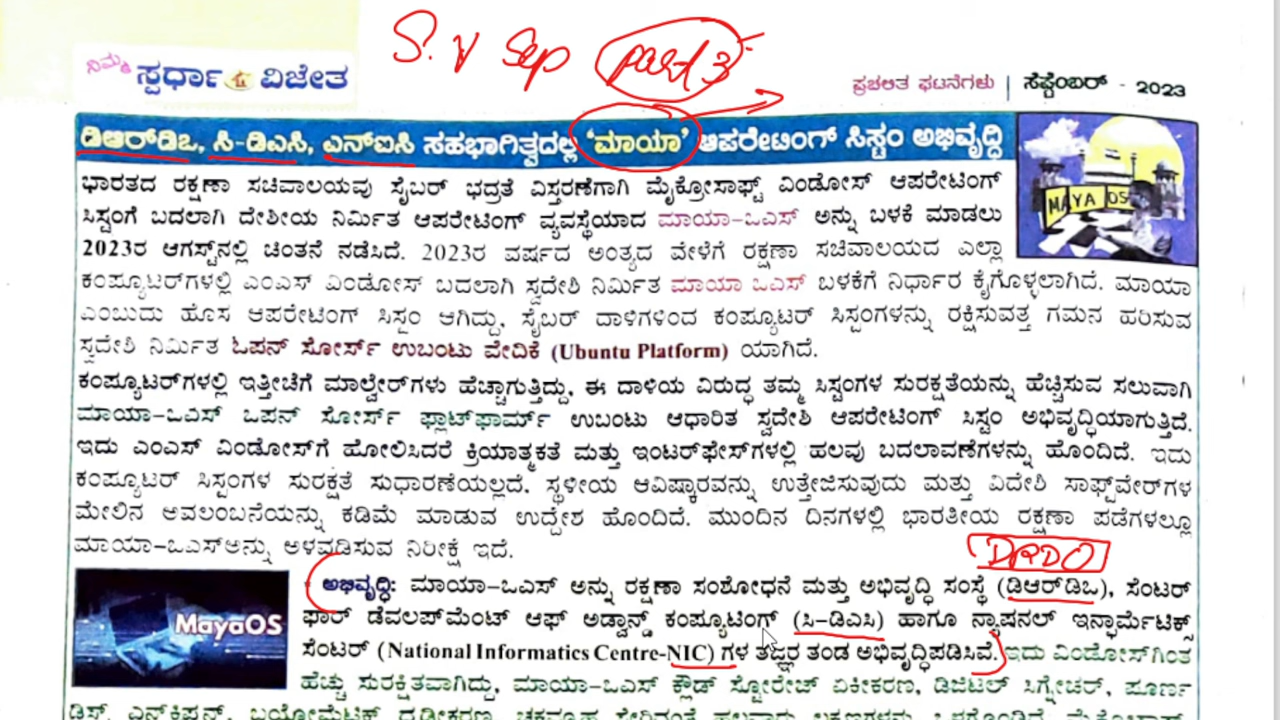 S. V Sep part 3
ನಿಮ್ಮ ಸ್ಪರ್ಧಾ ವಿಜೇತ
ಪ್ರಚಲಿತ ಘಟನೆಗಳು | ಸೆಪ್ಟೆಂಬರ್ - 2023
ಡಿಆರ್‌ಡಿಒ, ಸಿ-ಡಿಎಸಿ, ಎನ್‌ಐಸಿ ಸಹಭಾಗಿತ್ವದಲ್ಲಿ 'ಮಾಯಾ' ಆಪರೇಟಿಂಗ್ ಸಿಸ್ಟಂ ಅಭಿವೃದ್ಧಿ
ಭಾರತದ ರಕ್ಷಣಾ ಸಚಿವಾಲಯವು ಸೈಬರ್ ಭದ್ರತೆ ವಿಸ್ತರಣೆಗಾಗಿ ಮೈಕ್ರೋಸಾಫ್ಟ್ ವಿಂಡೋಸ್ ಆಪರೇಟಿಂಗ್
ಸಿಸ್ಟಂಗೆ ಬದಲಾಗಿ ದೇಶೀಯ ನಿರ್ಮಿತ ಆಪರೇಟಿಂಗ್ ವ್ಯವಸ್ಥೆಯಾದ ಮಾಯಾ-ಒಎಸ್ ಅನ್ನು ಬಳಕೆ ಮಾಡಲು
2023ರ ಆಗಸ್ಟ್‌ನಲ್ಲಿ ಚಿಂತನೆ ನಡೆಸಿದೆ. 2023ರ ವರ್ಷದ ಅಂತ್ಯದ ವೇಳೆಗೆ ರಕ್ಷಣಾ ಸಚಿವಾಲಯದ ಎಲ್ಲಾ
ಕಂಪ್ಯೂಟರ್‌ಗಳಲ್ಲಿ ಎಂಎಸ್ ವಿಂಡೋಸ್ ಬದಲಾಗಿ ಸ್ವದೇಶಿ ನಿರ್ಮಿತ ಮಾಯಾ ಒಎಸ್ ಬಳಕೆಗೆ ನಿರ್ಧಾರ ಕೈಗೊಳ್ಳಲಾಗಿದೆ. ಮಾಯಾ
ಎಂಬುದು ಹೊಸ ಆಪರೇಟಿಂಗ್ ಸಿಸ್ಟಂ ಆಗಿದ್ದು, ಸೈಬರ್ ದಾಳಿಗಳಿಂದ ಕಂಪ್ಯೂಟರ್ ಸಿಸ್ಟಂಗಳನ್ನು ರಕ್ಷಿಸುವತ್ತ ಗಮನ ಹರಿಸುವ
ಸ್ವದೇಶಿ ನಿರ್ಮಿತ ಓಪನ್ ಸೋರ್ಸ್ ಉಬಂಟು ವೇದಿಕೆ (Ubuntu Platform) ಯಾಗಿದೆ.
ಕಂಪ್ಯೂಟರ್‌ಗಳಲ್ಲಿ ಇತ್ತೀಚೆಗೆ ಮಾಲ್ವೇರ್‌ಗಳು ಹೆಚ್ಚಾಗುತ್ತಿದ್ದು, ಈ ದಾಳಿಯ ವಿರುದ್ಧ ತಮ್ಮ ಸಿಸ್ಟಂಗಳ ಸುರಕ್ಷತೆಯನ್ನು ಹೆಚ್ಚಿಸುವ ಸಲುವಾಗಿ
ಮಾಯಾ-ಒಎಸ್ ಒಪನ್ ಸೋರ್ಸ್ ಫ್ಲಾಟ್‌ಫಾರ್ಮ್ ಉಬಂಟು ಆಧಾರಿತ ಸ್ವದೇಶಿ ಆಪರೇಟಿಂಗ್ ಸಿಸ್ಟಂ ಅಭಿವೃದ್ಧಿಯಾಗುತ್ತಿದೆ.
ಇದು ಎಂಎಸ್ ವಿಂಡೋಸ್‌ಗೆ ಹೋಲಿಸಿದರೆ ಕ್ರಿಯಾತ್ಮಕತೆ ಮತ್ತು ಇಂಟರ್‌ಫೇಸ್‌ಗಳಲ್ಲಿ ಹಲವು ಬದಲಾವಣೆಗಳನ್ನು ಹೊಂದಿದೆ. ಇದು
ಕಂಪ್ಯೂಟರ್ ಸಿಸ್ಟಂಗಳ ಸುರಕ್ಷತೆ ಸುಧಾರಣೆಯಲ್ಲದೆ. ಸ್ಥಳೀಯ ಆವಿಷ್ಕಾರವನ್ನು ಉತ್ತೇಜಿಸುವುದು ಮತ್ತು ವಿದೇಶಿ ಸಾಫ್ಟ್‌ವೇರ್‌ಗಳ
ಮೇಲಿನ ಅವಲಂಬನೆಯನ್ನು ಕಡಿಮೆ ಮಾಡುವ ಉದ್ದೇಶ ಹೊಂದಿದೆ. ಮುಂದಿನ ದಿನಗಳಲ್ಲಿ ಭಾರತೀಯ ರಕ್ಷಣಾ ಪಡೆಗಳಲ್ಲೂ
ಮಾಯಾ-ಒಎಸ್‌ಅನ್ನು ಅಳವಡಿಸುವ ನಿರೀಕ್ಷೆ ಇದೆ.
DRDO
ಅಭಿವೃದ್ಧಿ: ಮಾಯಾ-ಒಎಸ್ ಅನ್ನು ರಕ್ಷಣಾ ಸಂಶೋಧನೆ ಮತ್ತು ಅಭಿವೃದ್ಧಿ ಸಂಸ್ಥೆ (ಡಿಆರ್‌ಡಿಒ), ಸೆಂಟರ್
ಫಾರ್ ಡೆವಲಪ್‌ಮೆಂಟ್ ಆಫ್ ಅಡ್ವಾನ್ಸ್ಡ್ ಕಂಪ್ಯೂಟಿಂಗ್ (ಸಿ-ಡಿಎಸಿ) ಹಾಗೂ ನ್ಯಾಷನಲ್ ಇನ್ಫಾರ್ಮೆಟಿಕ್ಸ್
ಸೆಂಟರ್ (National Informatics Centre-NIC) ಗಳ ತಜ್ಞರ ತಂಡ ಅಭಿವೃದ್ಧಿಪಡಿಸಿವೆ. ಇದು ವಿಂಡೋಸ್‌ಗಿಂತ
ಹೆಚ್ಚು ಸುರಕ್ಷಿತವಾಗಿದ್ದು, ಮಾಯಾ-ಒಎಸ್ ಕ್ಲೌಡ್ ಸ್ಟೋರೇಜ್ ಏಕೀಕರಣ, ಡಿಜಿಟಲ್ ಸಿಗ್ನೇಚರ್, ಪೂರ್ಣ
MAYA OS
MayaOS